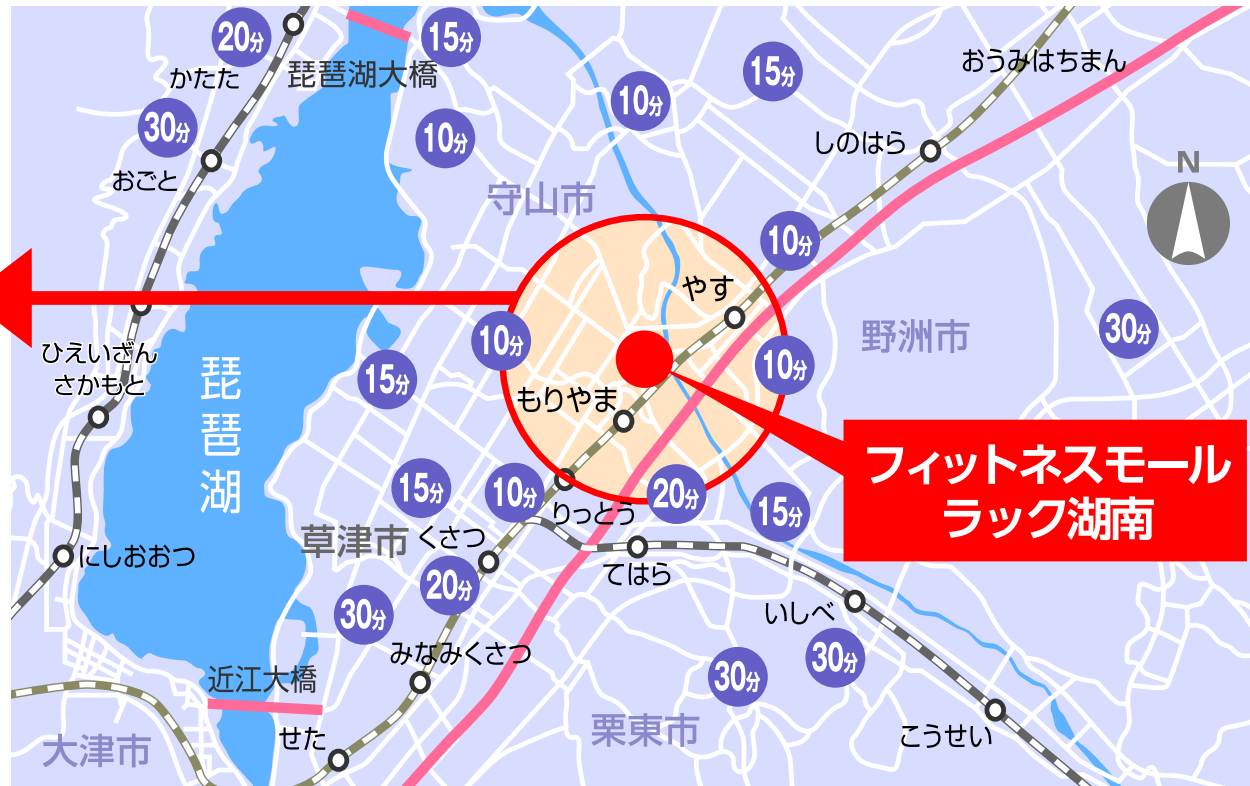 20分
15分
かたた
琵琶湖大橋
おうみはちまん
15分
10分
30分
10分
しのはら
おごと
N
守山市
10分
やす
30分
野洲市
10分
ひえいざん
さかもと
10分
15分
もりやま
琵琶湖
フィットネスモール
ラック湖南
15分
10分
20分
15分
りっとう
草津市
くさつ
にしおおつ
てはら
20分
いしべ
30分
みなみくさつ
30分
30分
近江大橋
栗東市
せた
大津市
こうせい